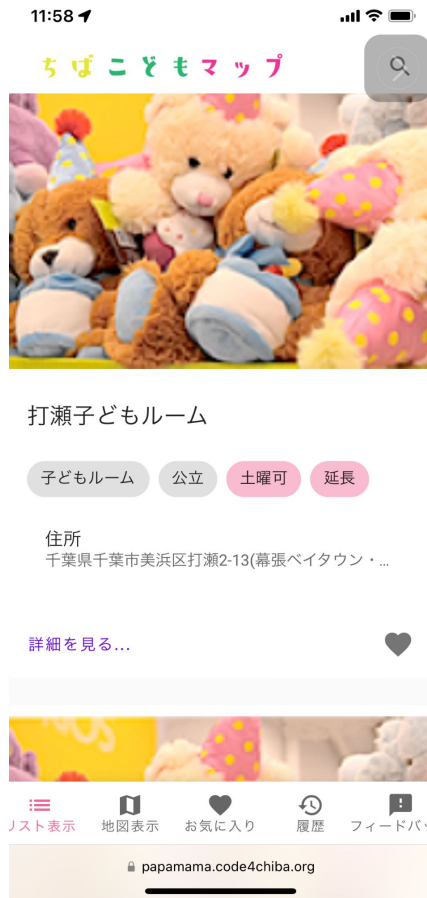 11:58
ちばこどもマップ
打瀬子どもルーム
子どもルーム 公立 土曜可 延長
住所
千葉県千葉市美浜区打瀬2-13(幕張ベイタウン・...
詳細を見る...
リスト表示 地図表示 お気に入り 履歴 フィードバッ
papamama.code4chiba.org